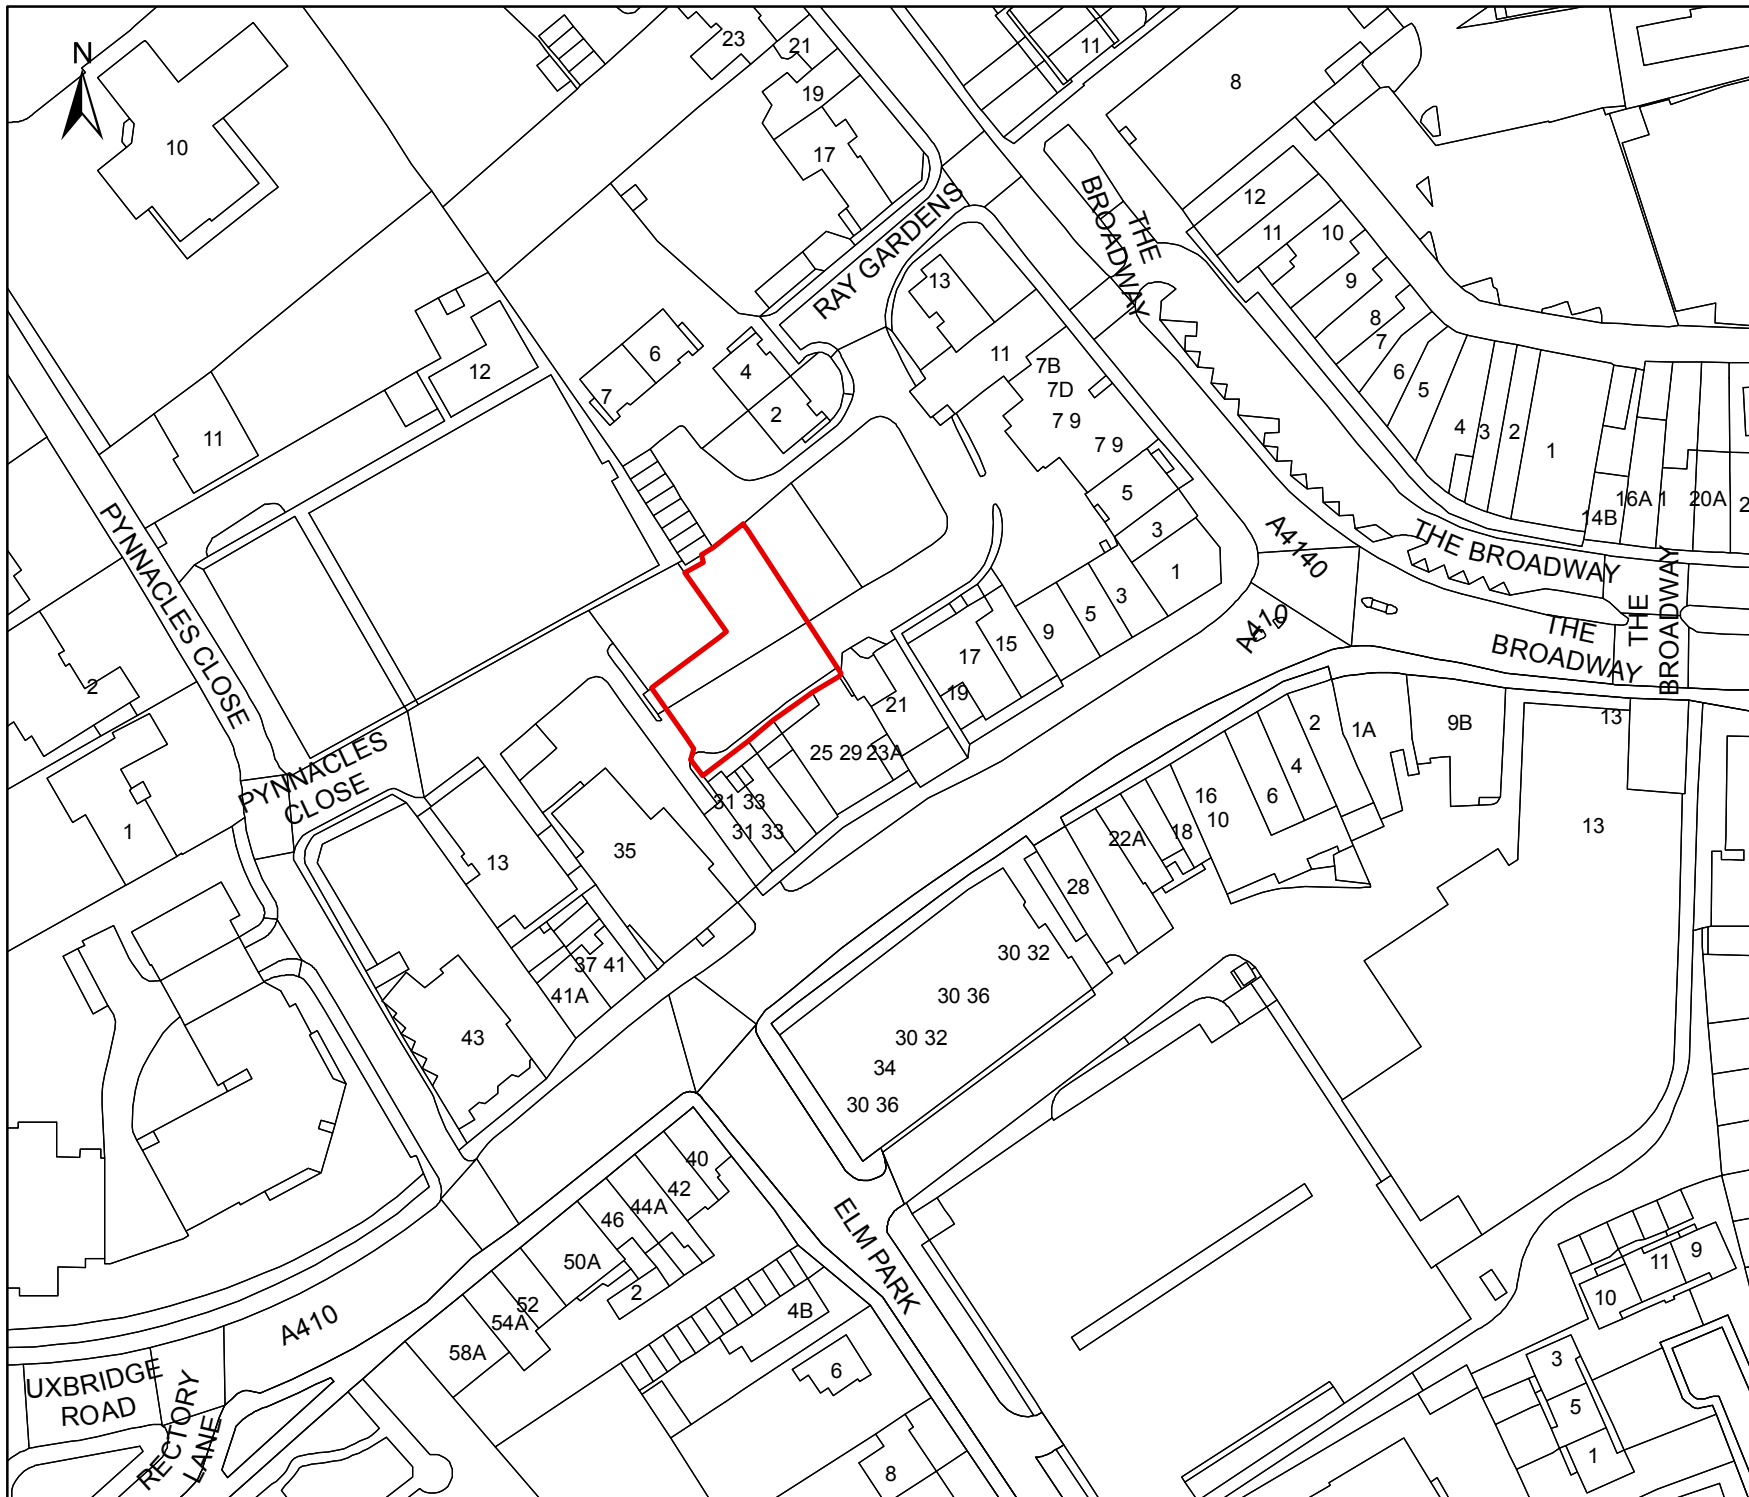 N
23
21
11
8
19
10
17
RAY GARDENS
THE
BROADWAY
12
11
10
13
9
8
7
6
5
4
3
2
1
12
6
4
7
2
11
7B
7D
7 9
7 9
11
5
3
1
14B
16A
1
20A
2
PYNNACLES CLOSE
A4140
THE BROADWAY
THE
BROADWAY
THE
BROADWAY
A410
3
5
9
15
17
19
21
2
25 29
23A
31 33
31 33
PYNNACLES
CLOSE
1
13
35
2
1A
9B
13
4
6
16
10
18
22A
28
13
37 41
41A
43
30 32
30 36
30 32
34
30 36
40
42
44A
46
50A
2
52
54A
58A
ELM PARK
4B
6
8
A410
UXBRIDGE
ROAD
RECTORY
LANE
9
11
10
3
5
1